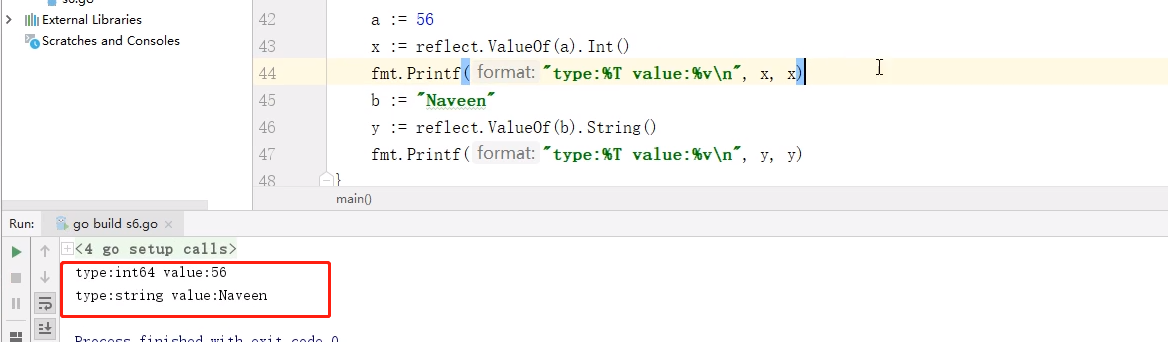 s6.go
External Libraries
Scratches and Consoles
42 a := 56
43 x := reflect.ValueOf(a).Int()
44 fmt.Printf( format: "type:%T value:%v\n", x, x)
45 b := "Naveen"
46 y := reflect.ValueOf(b).String()
47 fmt.Printf( format: "type:%T value:%v\n", y, y)
48 }
main()
Run: go build s6.go ×
<4 go setup calls>
type:int64 value:56
type:string value:Naveen
Process finished with exit code 0